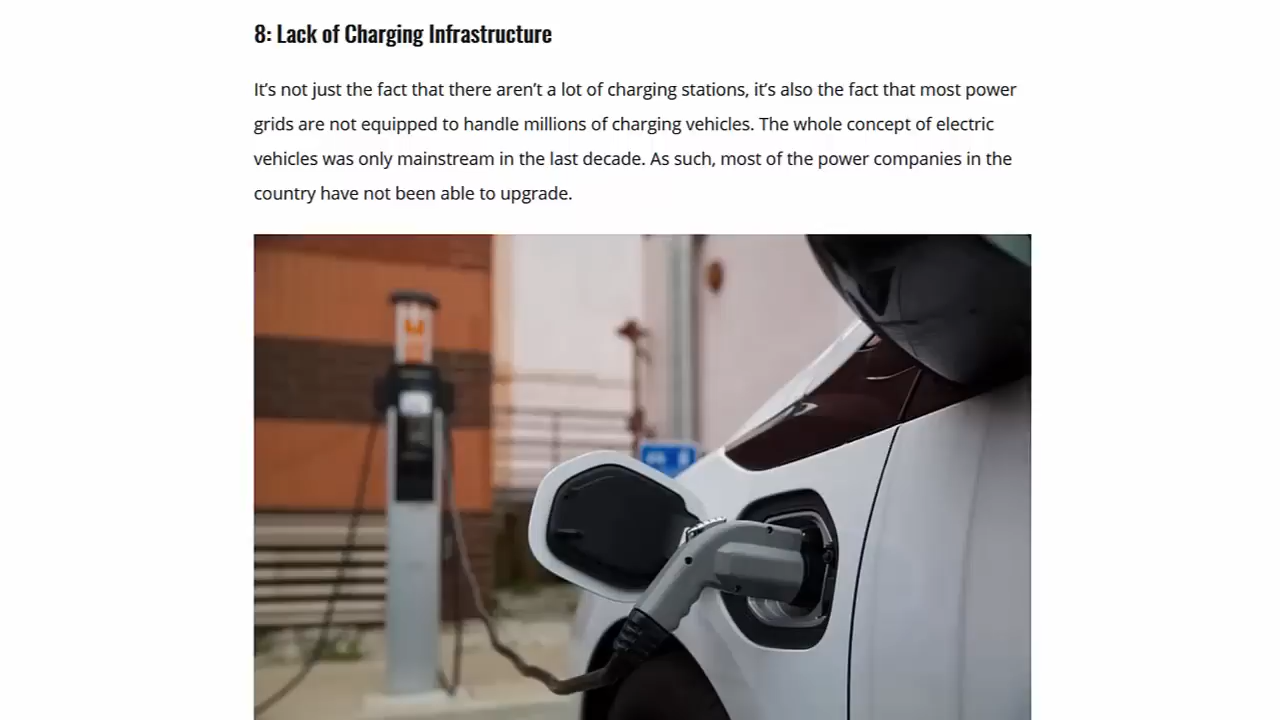 8: Lack of Charging Infrastructure
It’s not just the fact that there aren’t a lot of charging stations, it’s also the fact that most power
grids are not equipped to handle millions of charging vehicles. The whole concept of electric
vehicles was only mainstream in the last decade. As such, most of the power companies in the
country have not been able to upgrade.